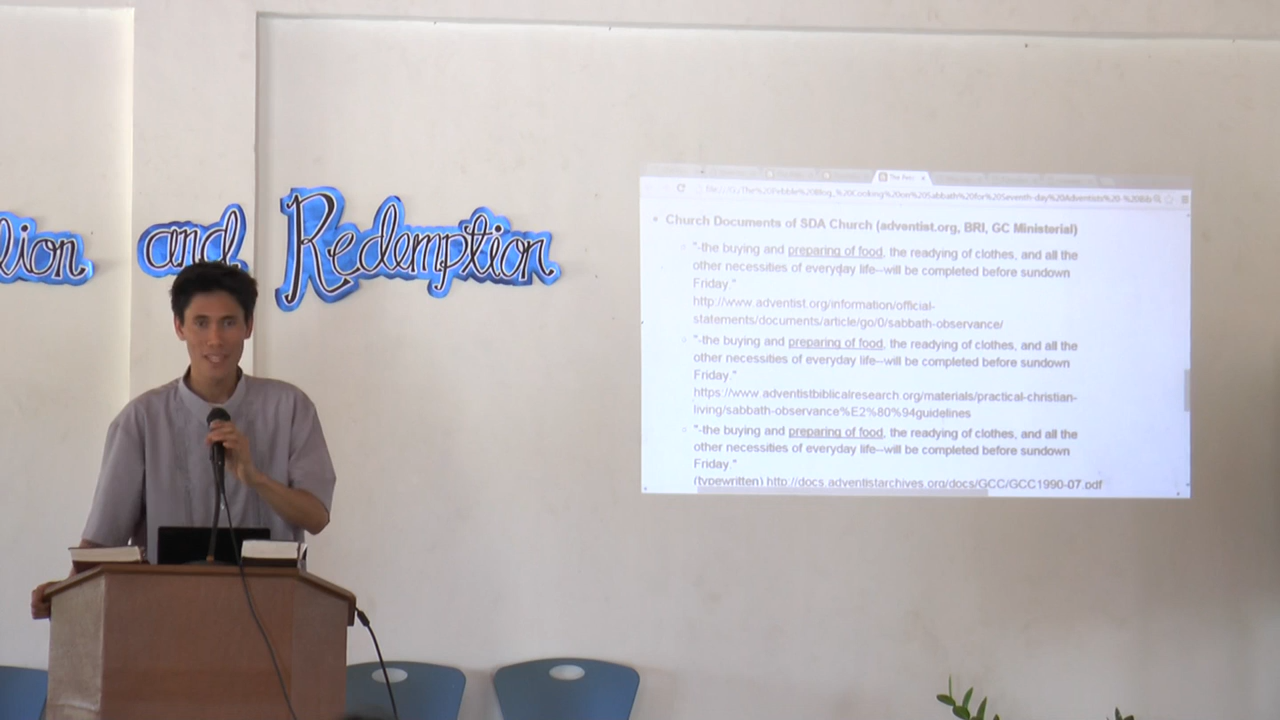 tion and Redemption
The Pebb
Church Documents of SDA Church (adventist.org, BRI, GC Ministerial)
"-the buying and preparing of food, the readying of clothes, and all the
other necessities of everyday life--will be completed before sundown
Friday."
http://www.adventist.org/information/official-
statements/documents/article/go/0/sabbath-observance/
"-the buying and preparing of food, the readying of clothes, and all the
other necessities of everyday life--will be completed before sundown
Friday."
https://www.adventistbiblicalresearch.org/materials/practical-christian-
living/sabbath-observance%E2%80%94guidelines
"-the buying and preparing of food, the readying of clothes, and all the
other necessities of everyday life--will be completed before sundown
Friday."
(typewritten) http://docs.adventistarchives.org/docs/GCC/GCC1990-07.pdf